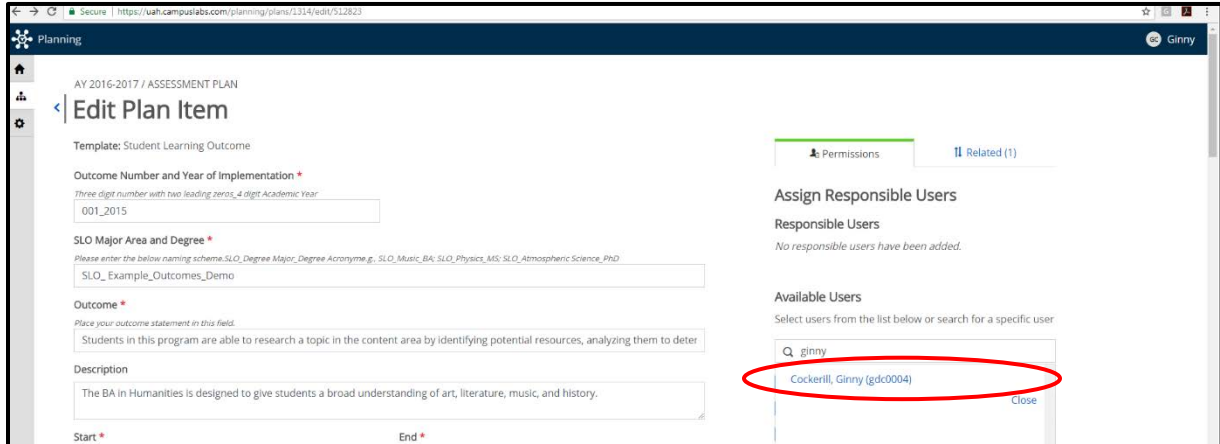 Secure | https://uah.campuslabs.com/planning/plans/1314/edit/512823
Planning
GC Ginny
AY 2016-2017 / ASSESSMENT PLAN
Edit Plan Item
Template: Student Learning Outcome
Permissions
Related (1)
Outcome Number and Year of Implementation *
Three digit number with two leading zeros_4 digit Academic Year
001_2015
Assign Responsible Users
Responsible Users
No responsible users have been added.
SLO Major Area and Degree *
Please enter the below naming scheme.SLO_Degree Major_Degree Acronyme.g., SLO_Music_BA; SLO_Physics_MS; SLO_Atmospheric Science_PhD
SLO_ Example_Outcomes_Demo
Outcome *
Place your outcome statement in this field.
Students in this program are able to research a topic in the content area by identifying potential resources, analyzing them to deter
Available Users
Select users from the list below or search for a specific user
ginny
Cockerill, Ginny (gdc0004)
Close
Description
The BA in Humanities is designed to give students a broad understanding of art, literature, music, and history.
Start *
End *